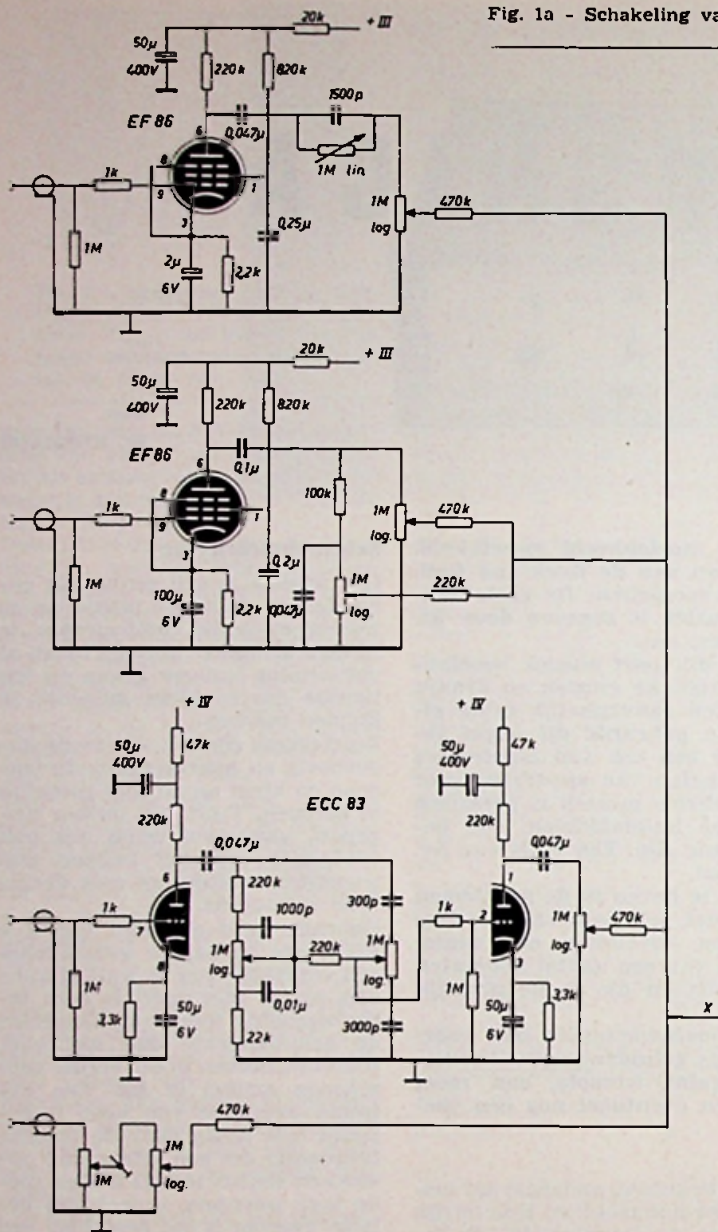 Fig. 1a - Schakeling va
20k
+ III
50μ
400V
220k
820k
1500p
EF 86
0,047μ
6
1M lin.
1k
8
9
1
3
1M
log
470k
0,25μ
1M
2μ
6V
2,2k
20k
+ III
50μ
400V
220k
820k
EF86
6
0,1μ
1k
8
9
1
3
100k
1M
log.
470k
1M
0,2μ
100μ
6V
2,2k
0,047μ
1M
log.
220k
+ IV
+ IV
50μ
400V
47k
50μ
400V
47k
220k
ECC 83
220k
0,047μ
0,047μ
6
1
220k
300p
1k
7
1000p
1k
2
1M
log.
470k
8
1M
log
220k
1M
log.
3
1M
0,01μ
1M
3,3k
50μ
6V
22k
3000p
50μ
6V
3,3k
X
470k
1M
1M
log.